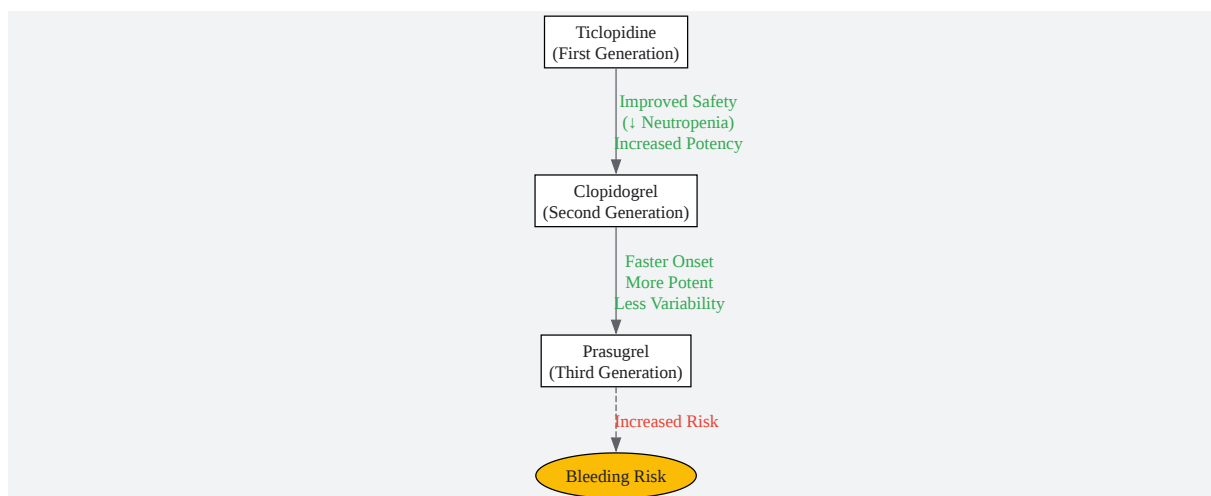 Ticlopidine
(First Generation)
Improved Safety
(↓ Neutropenia)
Increased Potency
Clopidogrel
(Second Generation)
Faster Onset
More Potent
Less Variability
Prasugrel
(Third Generation)
Increased Risk
Bleeding Risk